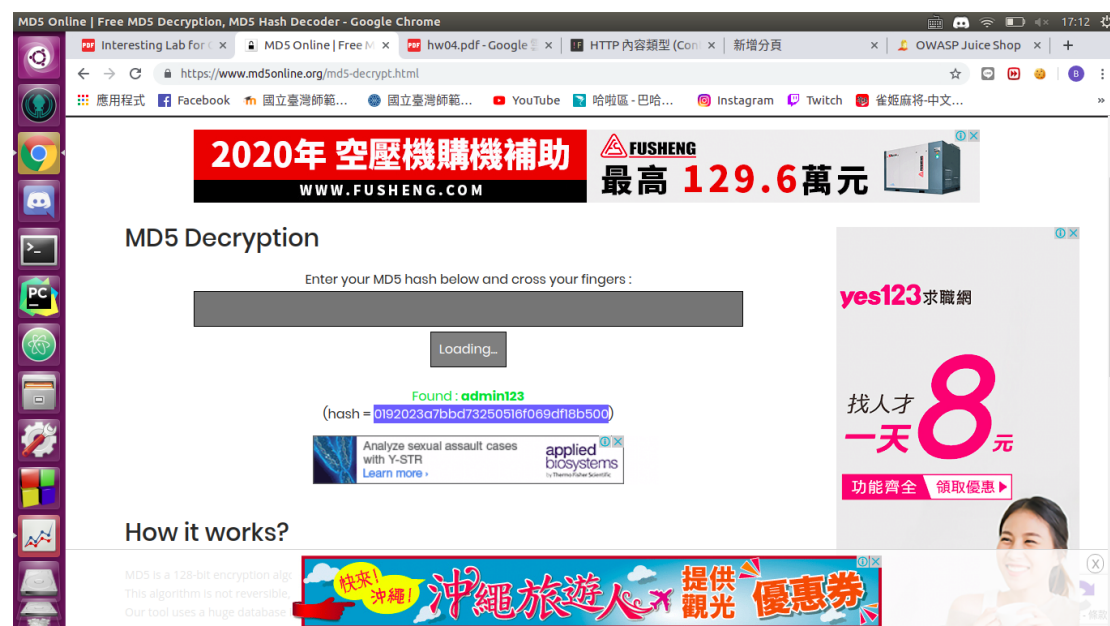 MD5 Online | Free MD5 Decryption, MD5 Hash Decoder - Google Chrome
17:12
Interesting Lab for
MD5 Online | Free M
hw04.pdf - Google
HTTP 內容類型 (Con
新增分頁
OWASP Juice Shop
https://www.md5online.org/md5-decrypt.html
應用程式
Facebook
國立臺灣師範...
國立臺灣師範...
YouTube
哈啦區 - 巴哈...
Instagram
Twitch
雀姬麻将-中文...
»
2020年 空壓機購機補助
WWW.FUSHENG.COM
FUSHENG
最高 129.6萬元
MD5 Decryption
Enter your MD5 hash below and cross your fingers :
Loading...
Found : admin123
(hash = 0192023a7bbd73250516f069df18b500)
Analyze sexual assault cases
with Y-STR
Learn more ›
applied
biosystems
by Thermo Fisher Scientific
yes123求職網
找人才
一天8元
功能齊全
領取優惠
How it works?
MD5 is a 128-bit encryption algo
This algorithm is not reversible,
Our tool uses a huge database
快來!
沖繩!
沖繩旅遊人
提供
觀光
優惠券
PC
B
X